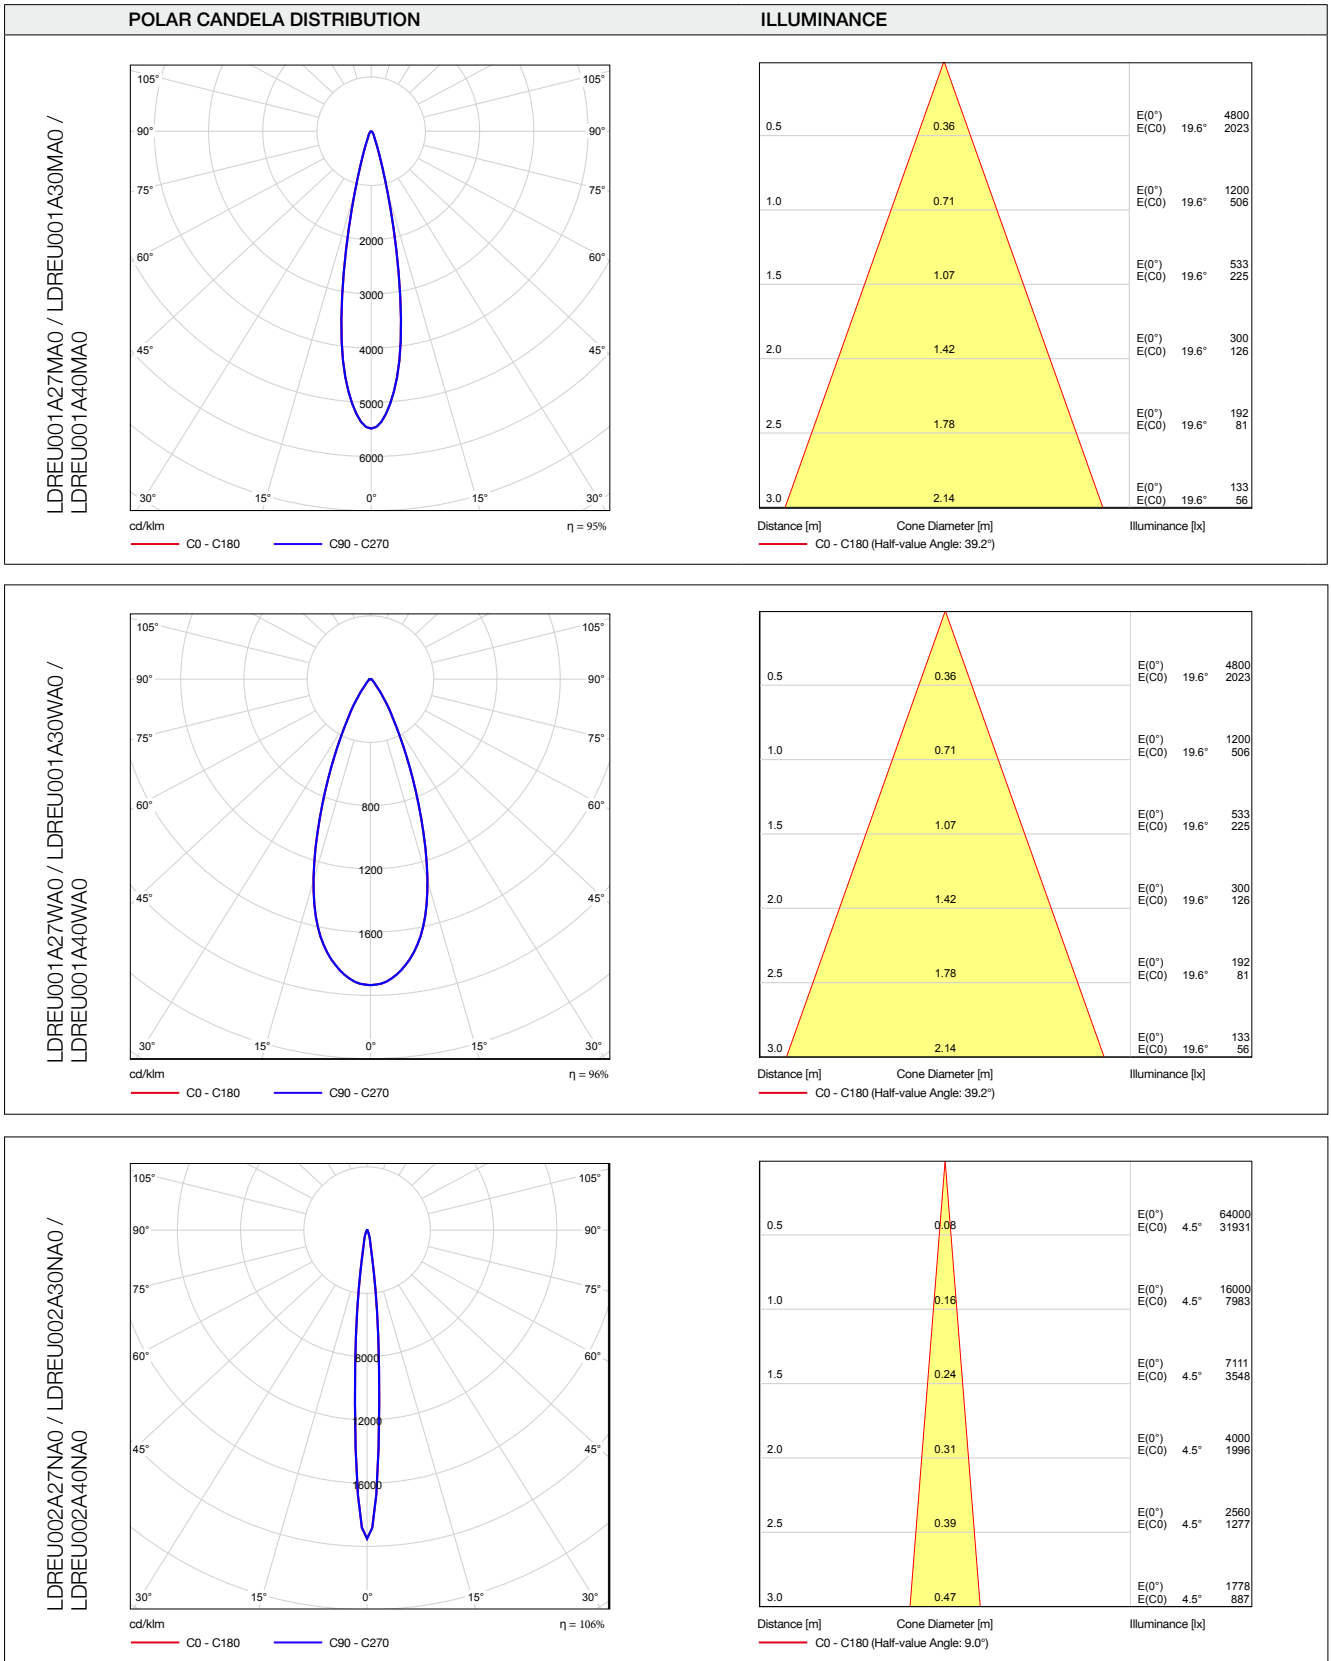 POLAR CANDELA DISTRIBUTION
ILLUMINANCE
LDREU001A27MA0 / LDREU001A30MA0 /
LDREU001A40MA0
105° 105°
90° 90°
75° 75°
60° 60°
45° 45°
30° 15° 0° 15° 30°
2000
3000
4000
5000
6000
cd/klm η = 95%
C0 - C180 C90 - C270
0.5 0.36 E(0°) 4800
E(C0) 19.6° 2023
1.0 0.71 E(0°) 1200
E(C0) 19.6° 506
1.5 1.07 E(0°) 533
E(C0) 19.6° 225
2.0 1.42 E(0°) 300
E(C0) 19.6° 126
2.5 1.78 E(0°) 192
E(C0) 19.6° 81
3.0 2.14 E(0°) 133
E(C0) 19.6° 56
Distance [m] Cone Diameter [m] Illuminance [lx]
C0 - C180 (Half-value Angle: 39.2°)
LDREU001A27WA0 / LDREU001A30WA0 /
LDREU001A40WA0
105° 105°
90° 90°
75° 75°
60° 60°
45° 45°
30° 15° 0° 15° 30°
800
1200
1600
cd/klm η = 96%
C0 - C180 C90 - C270
0.5 0.36 E(0°) 4800
E(C0) 19.6° 2023
1.0 0.71 E(0°) 1200
E(C0) 19.6° 506
1.5 1.07 E(0°) 533
E(C0) 19.6° 225
2.0 1.42 E(0°) 300
E(C0) 19.6° 126
2.5 1.78 E(0°) 192
E(C0) 19.6° 81
3.0 2.14 E(0°) 133
E(C0) 19.6° 56
Distance [m] Cone Diameter [m] Illuminance [lx]
C0 - C180 (Half-value Angle: 39.2°)
LDREU002A27NA0 / LDREU002A30NA0 /
LDREU002A40NA0
105° 105°
90° 90°
75° 75°
60° 60°
45° 45°
30° 15° 0° 15° 30°
8000
12000
16000
cd/klm η = 106%
C0 - C180 C90 - C270
0.5 0.08 E(0°) 64000
E(C0) 4.5° 31931
1.0 0.16 E(0°) 16000
E(C0) 4.5° 7983
1.5 0.24 E(0°) 7111
E(C0) 4.5° 3548
2.0 0.31 E(0°) 4000
E(C0) 4.5° 1996
2.5 0.39 E(0°) 2560
E(C0) 4.5° 1277
3.0 0.47 E(0°) 1778
E(C0) 4.5° 887
Distance [m] Cone Diameter [m] Illuminance [lx]
C0 - C180 (Half-value Angle: 9.0°)